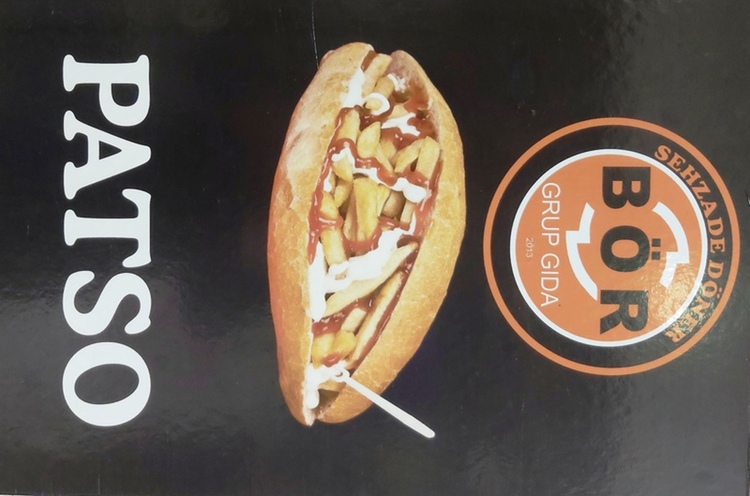 SEHZADE DÖNER
BÖR
GRUP GIDA
2013
PATSO